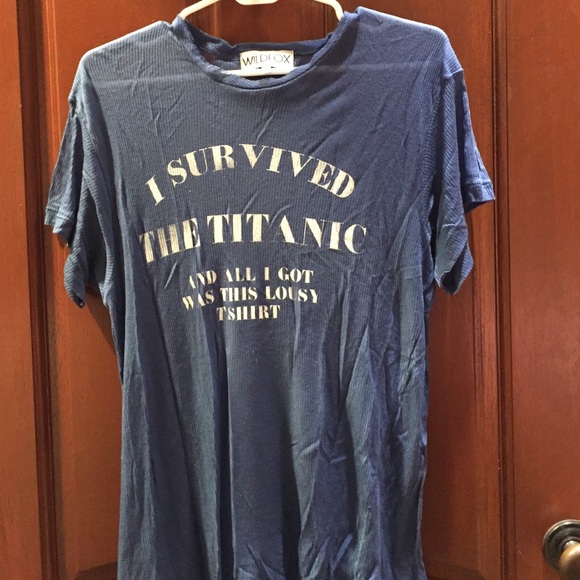 WILDFOX
I SURVIVED
THE TITANIC
AND ALL I GOT
WAS THIS LOUSY
TSHIRT